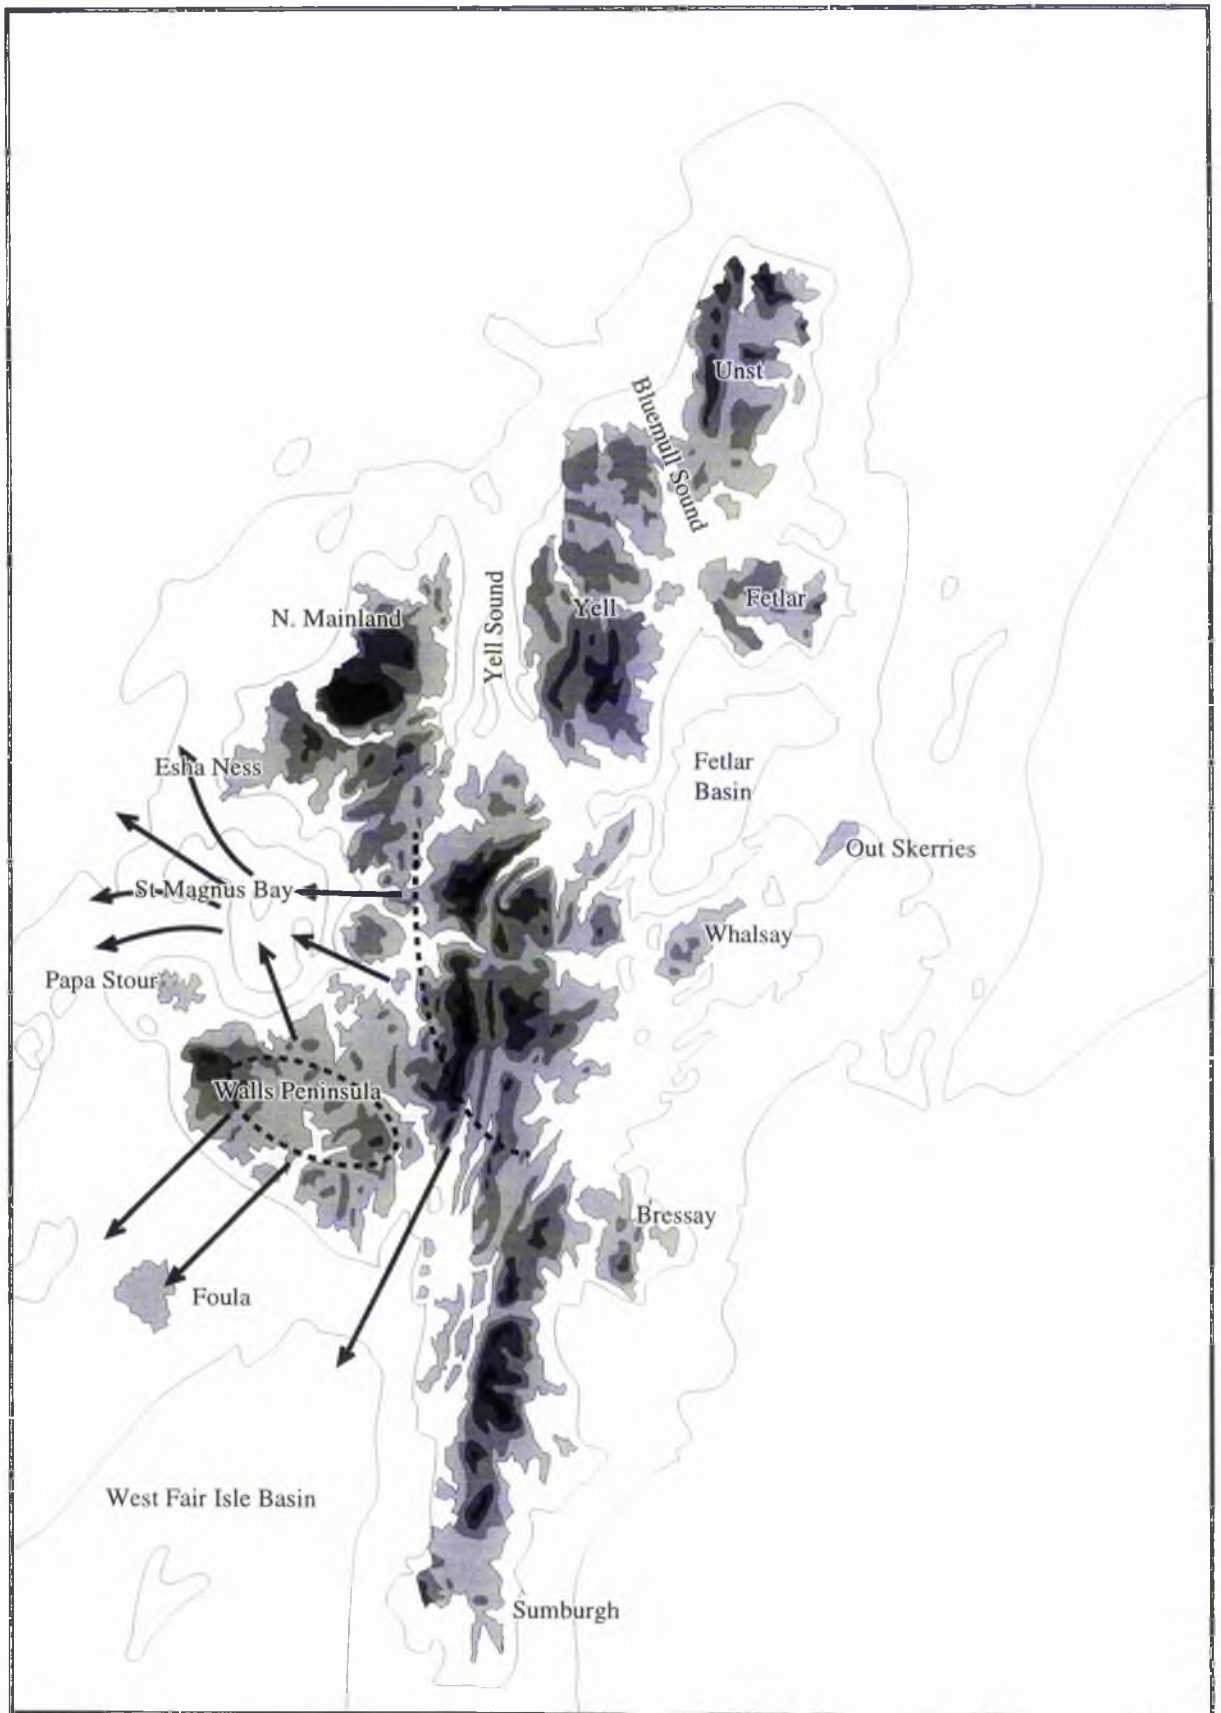 Unst
Bluemull Sound
N. Mainland
Yell Sound
Yell
Fetlar
Esha Ness
Fetlar
Basin
Out Skerries
St Magnus Bay
Whalsay
Papa Stour
Walls Peninsula
Bressay
Foula
West Fair Isle Basin
Sumburgh